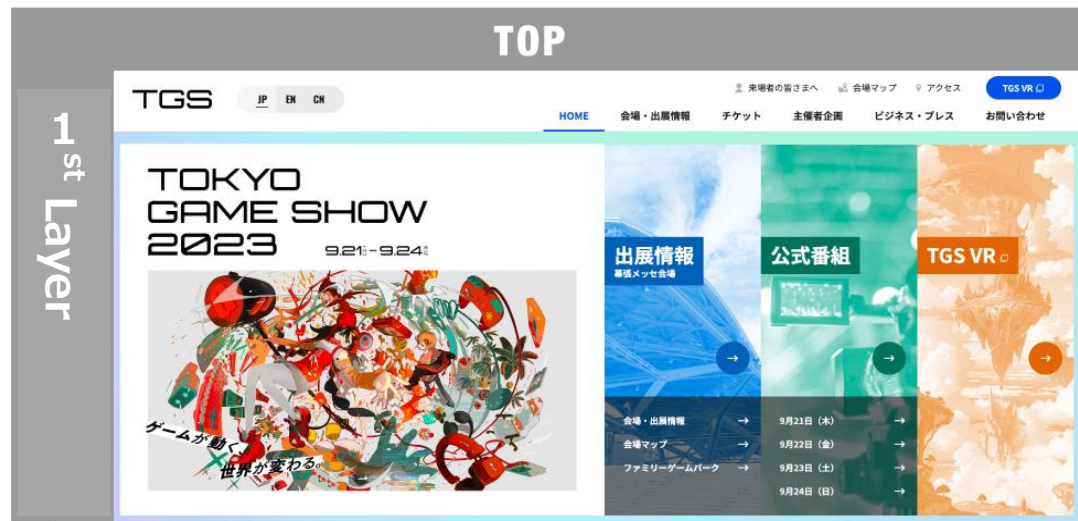 TOP
1st Layer
TGS
JP EN CN
来場者の皆さまへ 会場マップ アクセス TGS VR
HOME 会場・出展情報 チケット 主催者企画 ビジネス・プレス お問い合わせ
TOKYO
GAME SHOW
2023 9.21-9.24
ゲームが動く、
世界が変わる。
出展情報
幕張メッセ会場
会場・出展情報 →
会場マップ →
ファミリーゲームパーク →
公式番組
9月21日（木） →
9月22日（金） →
9月23日（土） →
9月24日（日） →
TGS VR